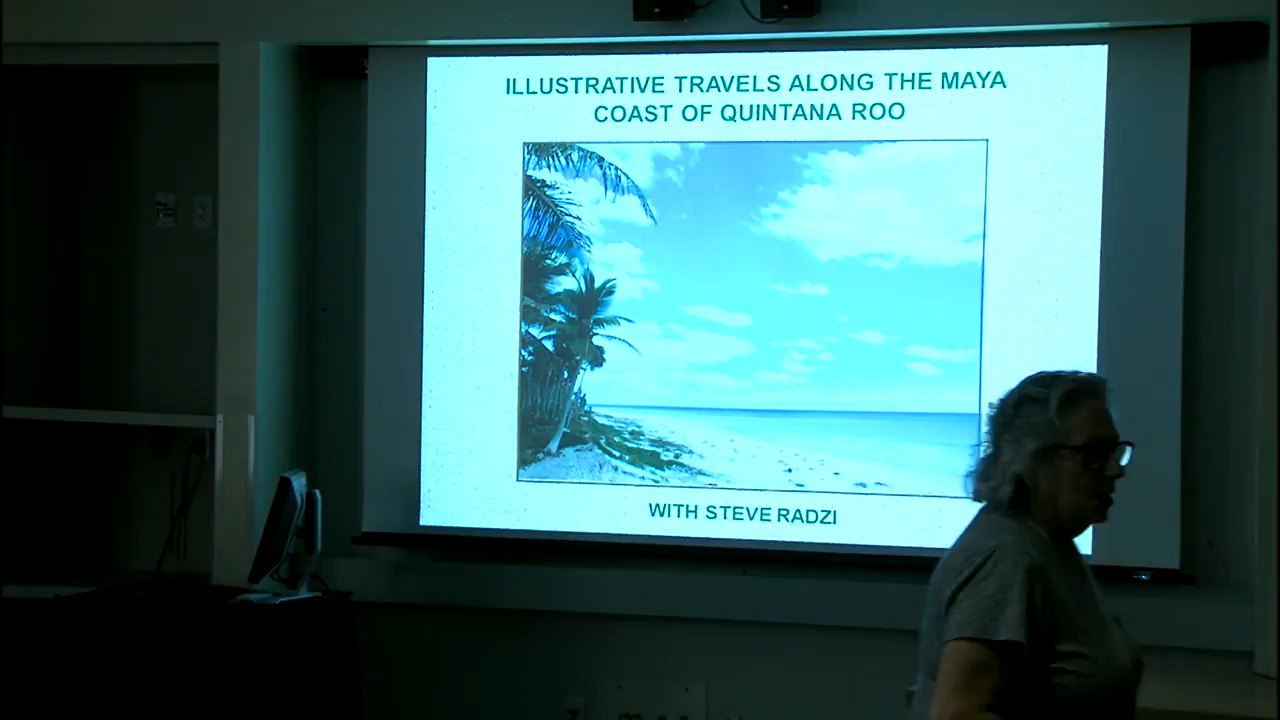 ILLUSTRATIVE TRAVELS ALONG THE MAYA
COAST OF QUINTANA ROO
WITH STEVE RADZI